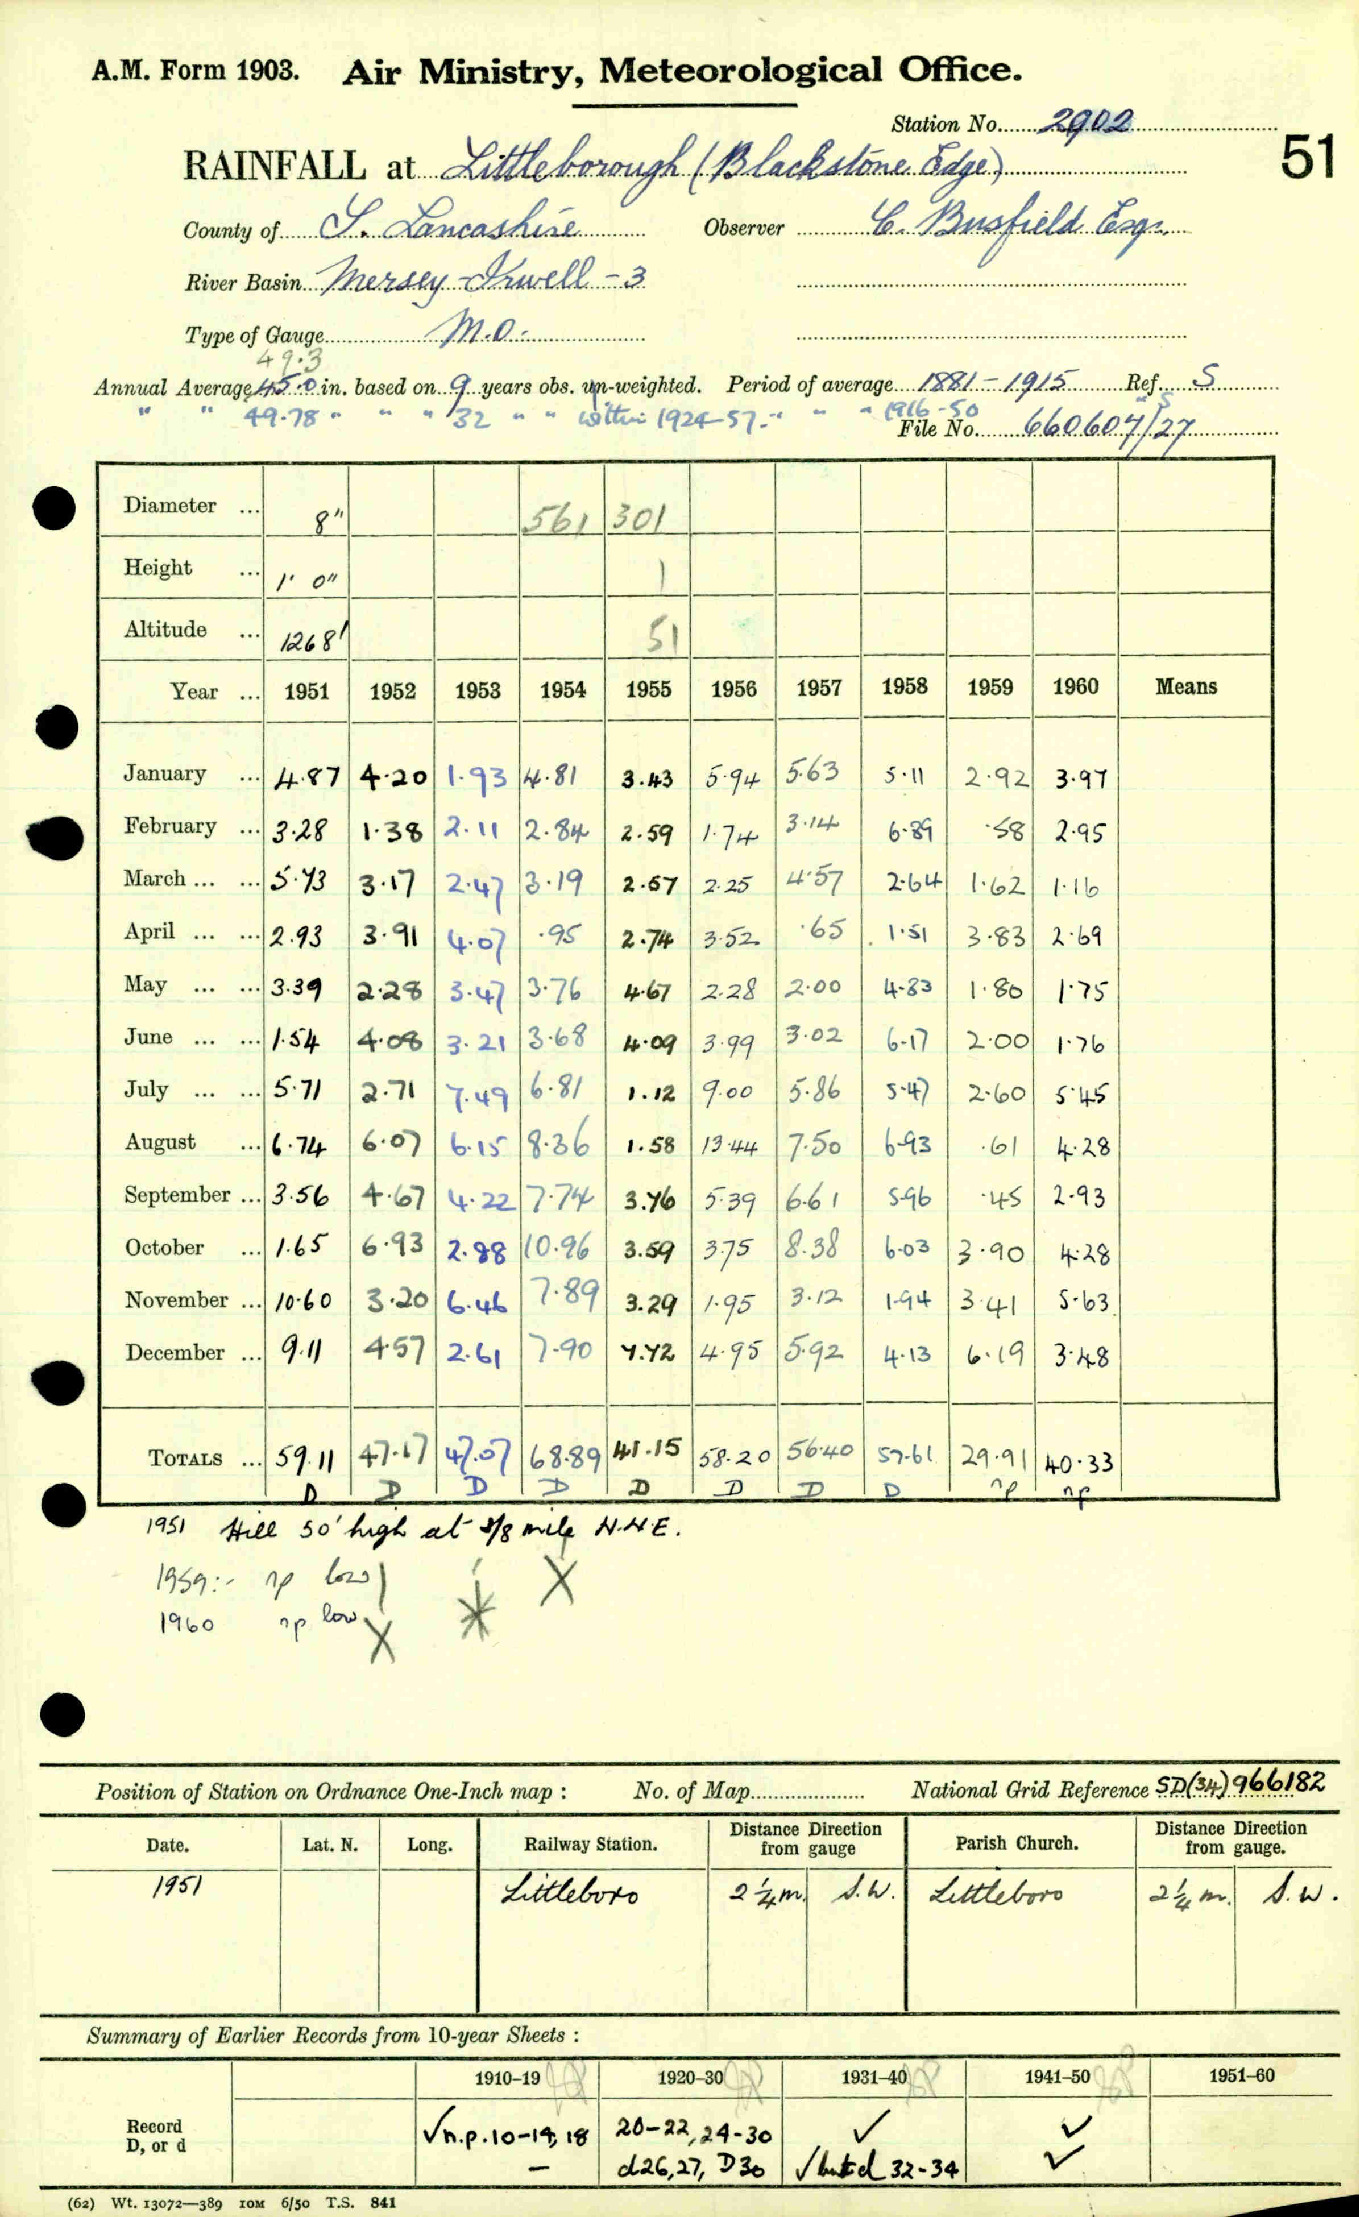 A.M. Form 1903. Air Ministry, Meteorological Office.
Station No. 2902
51
RAINFALL at Littleborough (Blackstone Edge)
County of S. Lancashire Observer C. Busfield Esq.
River Basin Mersey-Irwell - 3
Type of Gauge M.O.
49.3
Annual Average 45.0 in. based on 9 years obs. un-weighted. Period of average 1881-1915 Ref. S
" " 49.78 " " " 32 " " within 1924-57. " " " 1916-50 " S
File No. 660607/27
Diameter ... 8" 561 301
Height ... 1' 0" 1
Altitude ... 1268' 51
Year ... 1951 1952 1953 1954 1955 1956 1957 1958 1959 1960 Means
January ... 4.87 4.20 1.93 4.81 3.43 5.94 5.63 5.11 2.92 3.97
February ... 3.28 1.38 2.11 2.84 2.59 1.74 3.14 6.89 .58 2.95
March ... ... 5.73 3.17 2.47 3.19 2.57 2.25 4.57 2.64 1.62 1.16
April ... ... 2.93 3.91 4.07 .95 2.74 3.52 .65 1.51 3.83 2.69
May ... ... 3.39 2.28 3.47 3.76 4.67 2.28 2.00 4.83 1.80 1.75
June ... ... 1.54 4.08 3.21 3.68 4.09 3.99 3.02 6.17 2.00 1.76
July ... ... 5.71 2.71 7.49 6.81 1.12 9.00 5.86 5.47 2.60 5.45
August ... 6.74 6.07 6.15 8.36 1.58 13.44 7.50 6.93 .61 4.28
September ... 3.56 4.67 4.22 7.74 3.76 5.39 6.61 5.96 .45 2.93
October ... 1.65 6.93 2.88 10.96 3.59 3.75 8.38 6.03 3.90 4.28
November ... 10.60 3.20 6.46 7.89 3.29 1.95 3.12 1.94 3.41 5.63
December ... 9.11 4.57 2.61 7.90 7.72 4.95 5.92 4.13 6.19 3.48
TOTALS ... 59.11 47.17 47.07 68.89 41.15 58.20 56.40 57.61 29.91 40.33
D D D D D D D D np np
1951 Hill 50' high at 3/8 mile N.N.E.
1959:- np low
1960 np low
Position of Station on Ordnance One-Inch map : No. of Map National Grid Reference SD(34)966182
Date. Lat. N. Long. Railway Station. Distance Direction from gauge Parish Church. Distance Direction from gauge.
1951 Littleboro 2¼ m. S.W. Littleboro 2¼ m. S.W.
Summary of Earlier Records from 10-year Sheets :
1910–19 1920–30 1931–40 1941–50 1951–60
Record ✓n.p.10-14, 18 20-22, 24-30 ✓ ✓
D, or d – d26,27, D30 ✓ but d 32-34 ✓
(62) Wt. 13072—389 10M 6/50 T.S. 841